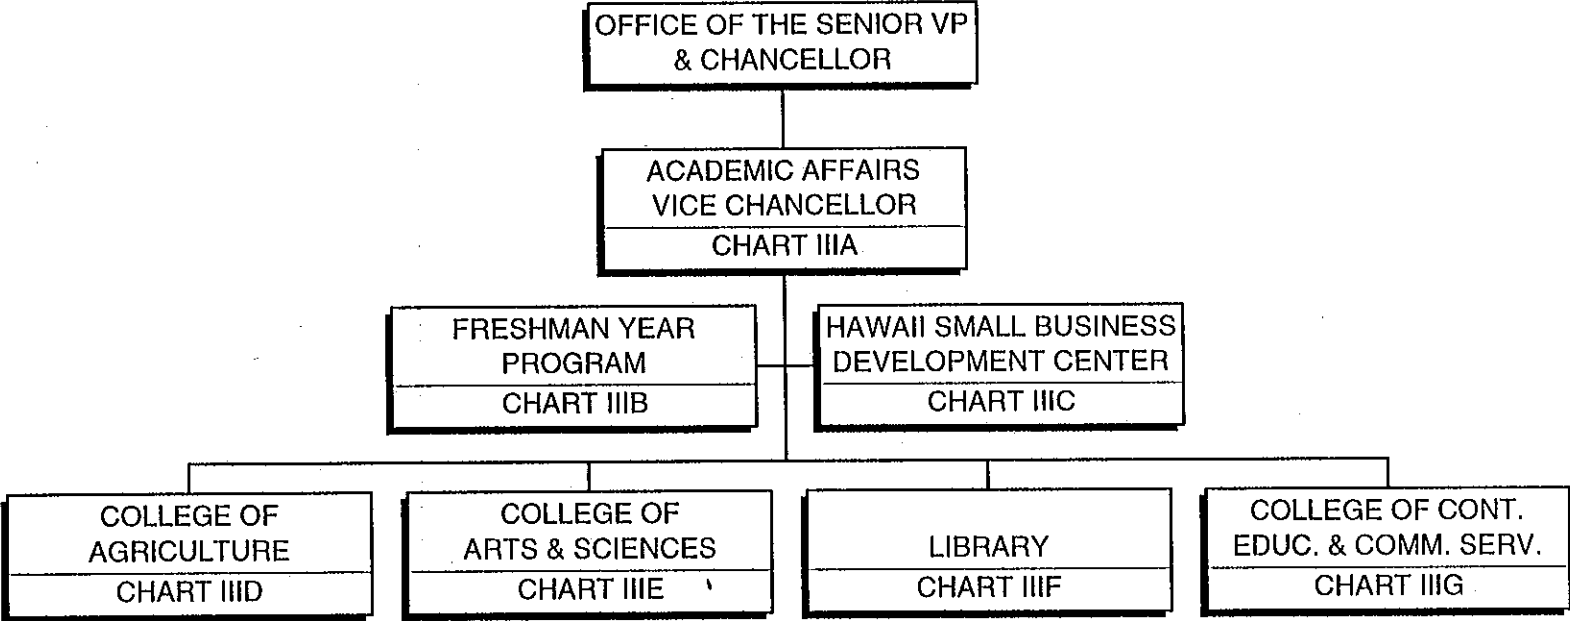 OFFICE OF THE SENIOR VP
& CHANCELLOR
ACADEMIC AFFAIRS
VICE CHANCELLOR
CHART IIIA
FRESHMAN YEAR
PROGRAM
CHART IIIB
HAWAII SMALL BUSINESS
DEVELOPMENT CENTER
CHART IIIC
COLLEGE OF
AGRICULTURE
CHART IIID
COLLEGE OF
ARTS & SCIENCES
CHART IIIE
LIBRARY
CHART IIIF
COLLEGE OF CONT.
EDUC. & COMM. SERV.
CHART IIIG